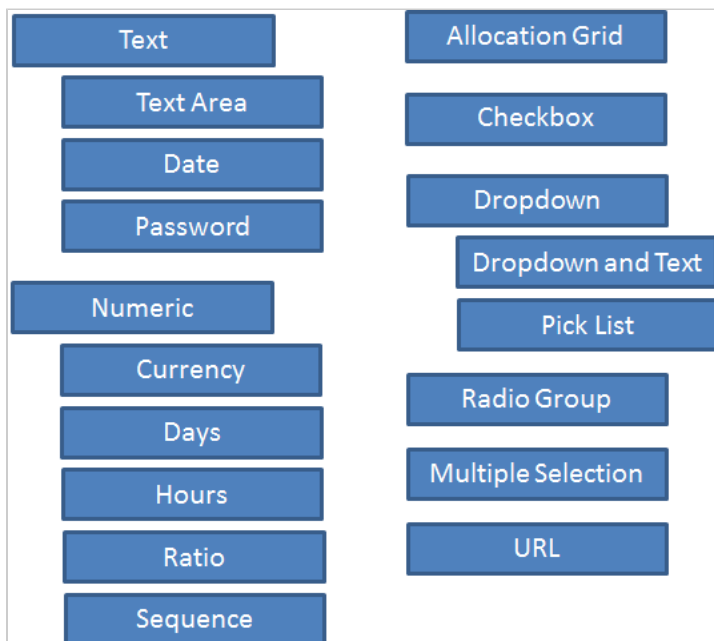 Text
Text Area
Date
Password
Numeric
Currency
Days
Hours
Ratio
Sequence
Allocation Grid
Checkbox
Dropdown
Dropdown and Text
Pick List
Radio Group
Multiple Selection
URL